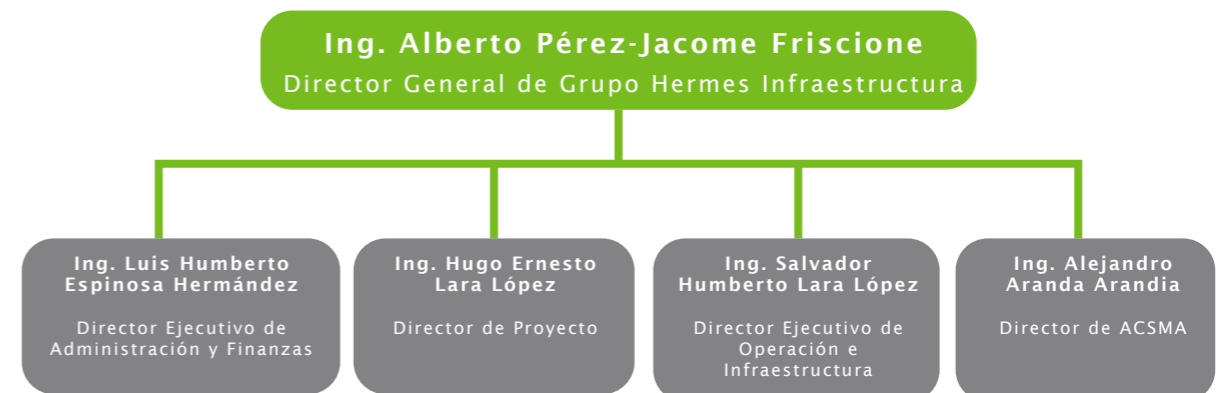 Ing. Alberto Pérez-Jacome Friscione
Director General de Grupo Hermes Infraestructura
Ing. Luis Humberto
Espinosa Hermández
Director Ejecutivo de
Administración y Finanzas
Ing. Hugo Ernesto
Lara López
Director de Proyecto
Ing. Salvador
Humberto Lara López
Director Ejecutivo de
Operación e
Infraestructura
Ing. Alejandro
Aranda Arandia
Director de ACSMA